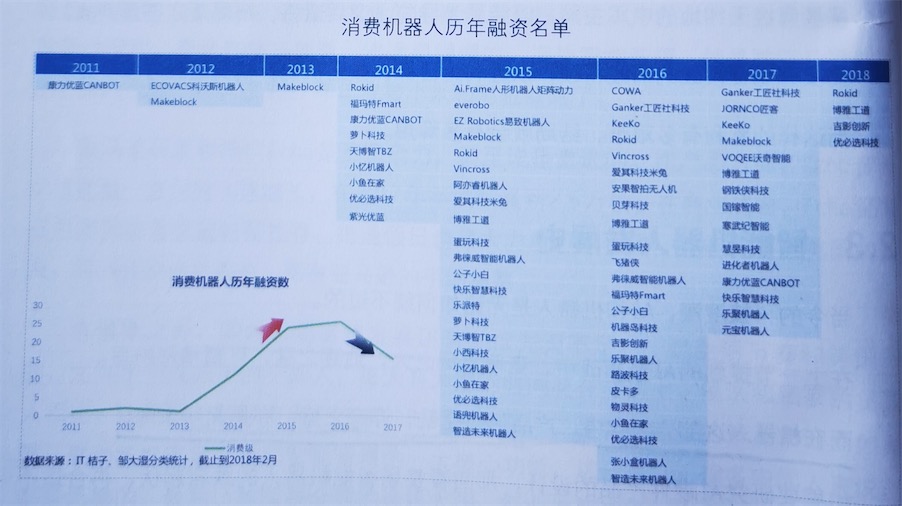 消费机器人历年融资名单
2011
康力优蓝CANBOT
2012
ECOVACS科沃斯机器人
Makeblock
2013
Makeblock
2014
Rokid
福玛特Fmart
康力优蓝CANBOT
萝卜科技
天博智TBZ
小忆机器人
小鱼在家
优必选科技
紫光优蓝
2015
Ai.Frame人形机器人矩阵动力
everobo
EZ Robotics易致机器人
Makeblock
Rokid
Vincross
阿亦睿机器人
爱其科技米兔
博雅工道
蛋玩科技
弗徕威智能机器人
公子小白
快乐智慧科技
乐派特
萝卜科技
天博智TBZ
小西科技
小忆机器人
小鱼在家
优必选科技
语兜机器人
智造未来机器人
2016
COWA
Ganker工匠社科技
KeeKo
Rokid
Vincross
爱其科技米兔
安果智拍无人机
贝芽科技
博雅工道
蛋玩科技
飞猪侠
弗徕威智能机器人
福玛特Fmart
公子小白
机器岛科技
吉影创新
乐聚机器人
路波科技
皮卡多
物灵科技
小鱼在家
优必选科技
张小盒机器人
智造未来机器人
2017
Ganker工匠社科技
JORNCO匠客
KeeKo
Makeblock
VOQEE沃奇智能
博雅工道
钢铁侠科技
国镓智能
寒武纪智能
慧昱科技
进化者机器人
康力优蓝CANBOT
快乐智慧科技
乐聚机器人
元宝机器人
2018
Rokid
博雅工道
吉影创新
优必选科技
消费机器人历年融资数
30
25
20
15
10
5
0
2011 2012 2013 2014 2015 2016 2017
消费级
数据来源：IT 桔子、邹大湿分类统计，截止到2018年2月